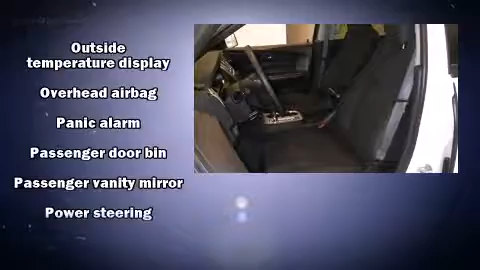 Outside
temperature display
Overhead airbag
Panic alarm
Passenger door bin
Passenger vanity mirror
Power steering